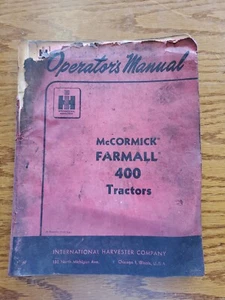 Operator's Manual
IH
McCORMICK
FARMALL
400
Tractors
INTERNATIONAL HARVESTER COMPANY
180 North Michigan Ave. Chicago 1, Illinois, U.S.A.